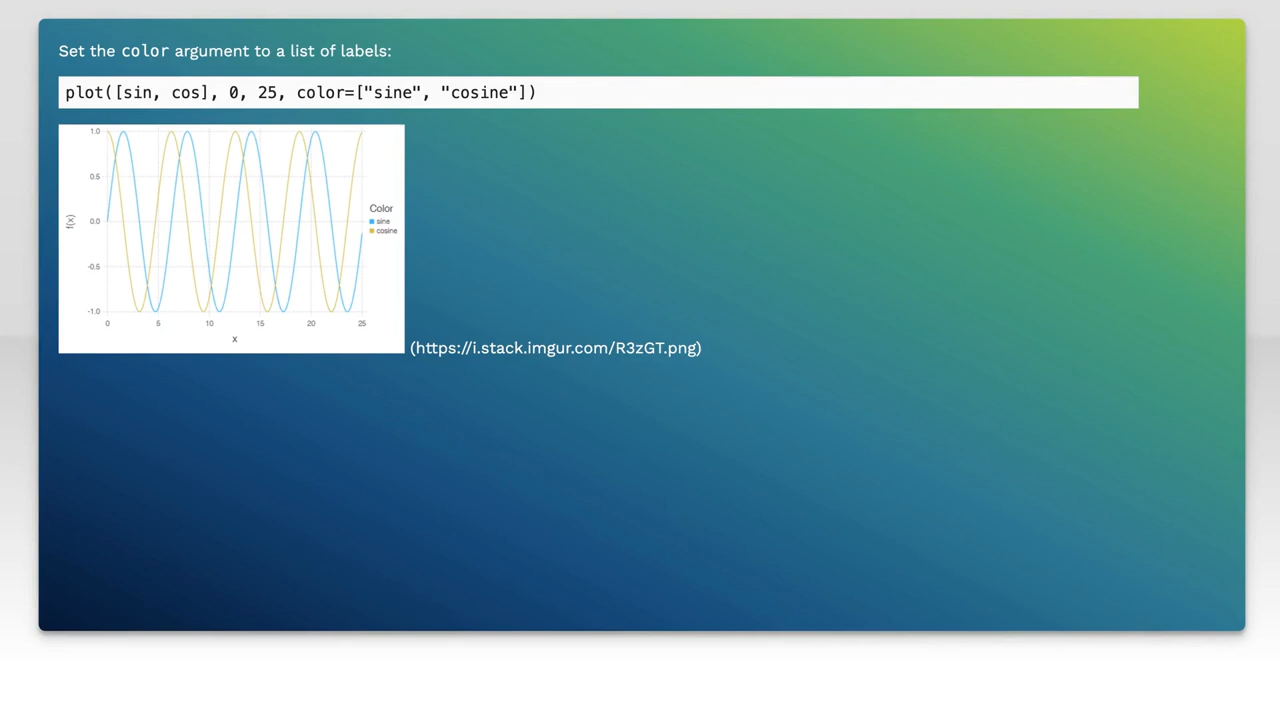 Set the color argument to a list of labels:
plot([sin, cos], 0, 25, color=["sine", "cosine"])
1.0
0.5
0.0
-0.5
-1.0
f(x)
0 5 10 15 20 25
x
Color
sine
cosine
(https://i.stack.imgur.com/R3zGT.png)